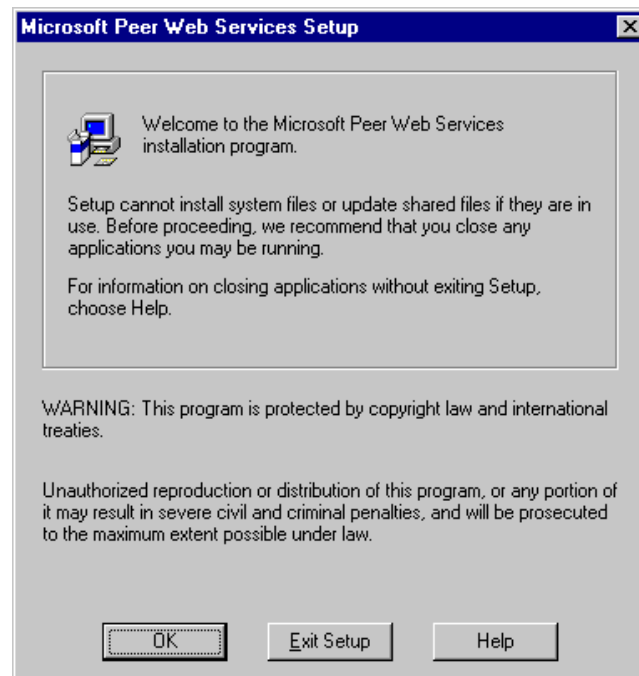 Microsoft Peer Web Services Setup
Welcome to the Microsoft Peer Web Services
installation program.
Setup cannot install system files or update shared files if they are in
use. Before proceeding, we recommend that you close any
applications you may be running.
For information on closing applications without exiting Setup,
choose Help.
WARNING: This program is protected by copyright law and international
treaties.
Unauthorized reproduction or distribution of this program, or any portion of
it may result in severe civil and criminal penalties, and will be prosecuted
to the maximum extent possible under law.
OK
Exit Setup
Help